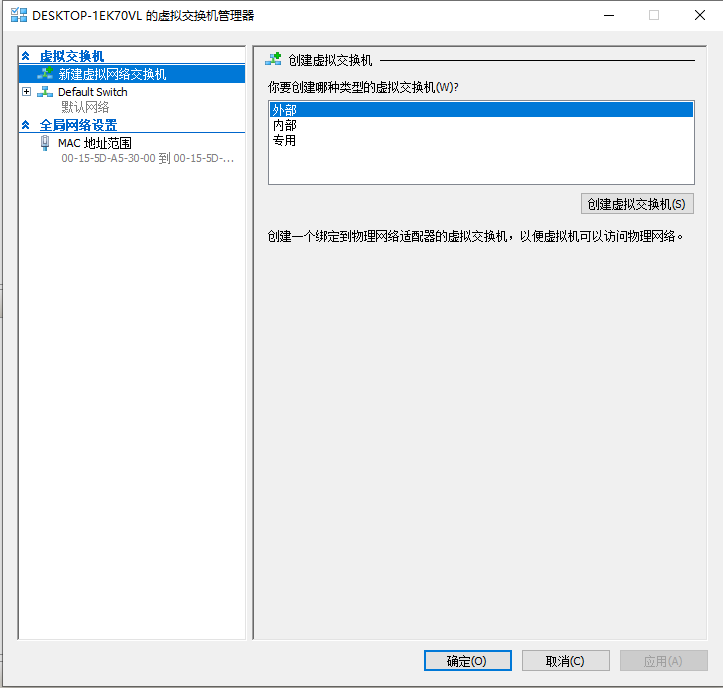 DESKTOP-1EK70VL 的虚拟交换机管理器
虚拟交换机
新建虚拟网络交换机
Default Switch
默认网络
全局网络设置
MAC 地址范围
00-15-5D-A5-30-00 到 00-15-5D-...
创建虚拟交换机
你要创建哪种类型的虚拟交换机(W)?
外部
内部
专用
创建虚拟交换机(S)
创建一个绑定到物理网络适配器的虚拟交换机，以便虚拟机可以访问物理网络。
确定(O)
取消(C)
应用(A)